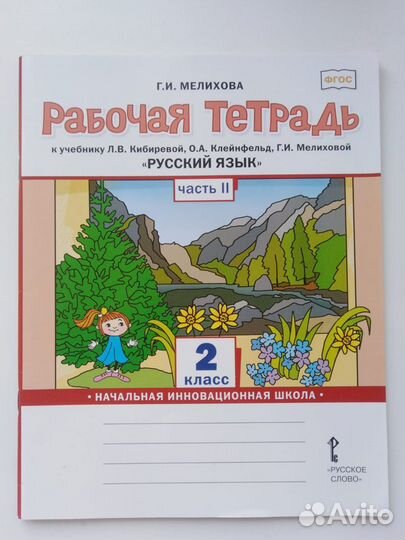 Г.И. МЕЛИХОВА
ФГОС
РАБОЧАЯ ТЕТРАДЬ
к учебнику Л.В. Кибиревой, О.А. Клейнфельд, Г.И. Мелиховой
«РУССКИЙ ЯЗЫК»
часть II
2
класс
• НАЧАЛЬНАЯ ИННОВАЦИОННАЯ ШКОЛА •
Рс
«РУССКОЕ
СЛОВО»
Avito